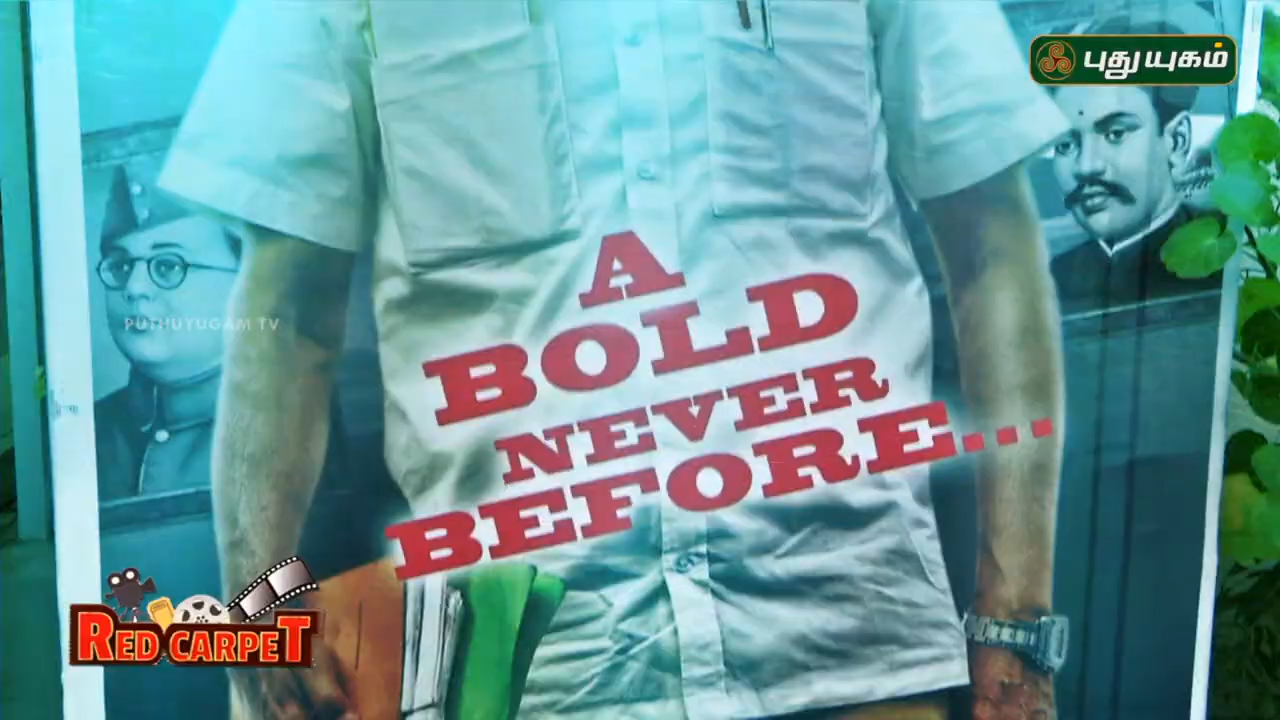 புதுயுகம்
PUTHUYUGAM TV
A
BOLD
NEVER
BEFORE...
RED CARPET